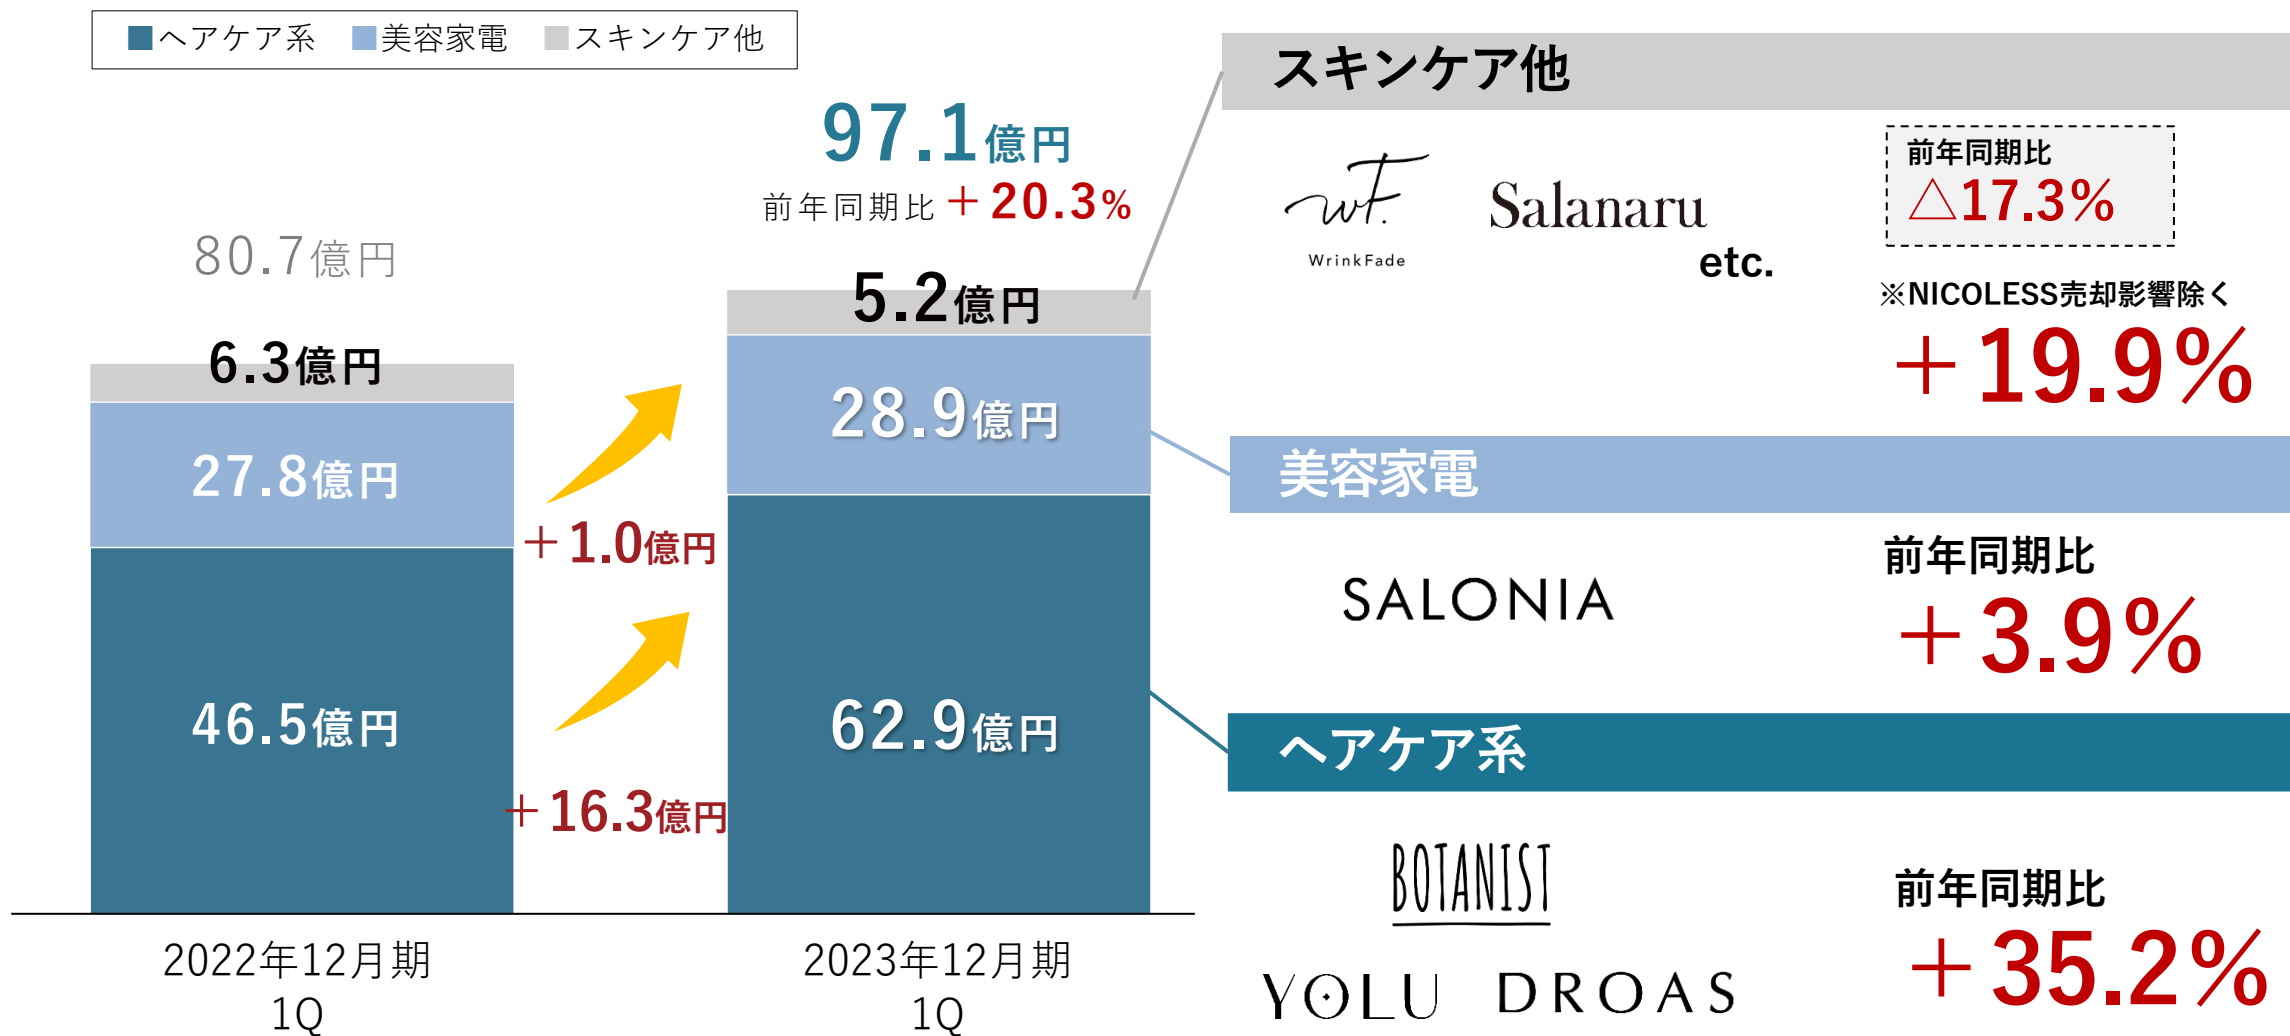 ヘアケア系 美容家電 スキンケア他
80.7億円
6.3億円
27.8億円
46.5億円
2022年12月期
1Q
+1.0億円
+16.3億円
97.1億円
前年同期比+20.3%
5.2億円
28.9億円
62.9億円
2023年12月期
1Q
スキンケア他
wF.
WrinkFade
Salanaru
etc.
前年同期比
△17.3%
※NICOLESS売却影響除く
+19.9%
美容家電
SALONIA
前年同期比
+3.9%
ヘアケア系
BOTANIST
YOLU DROAS
前年同期比
+35.2%